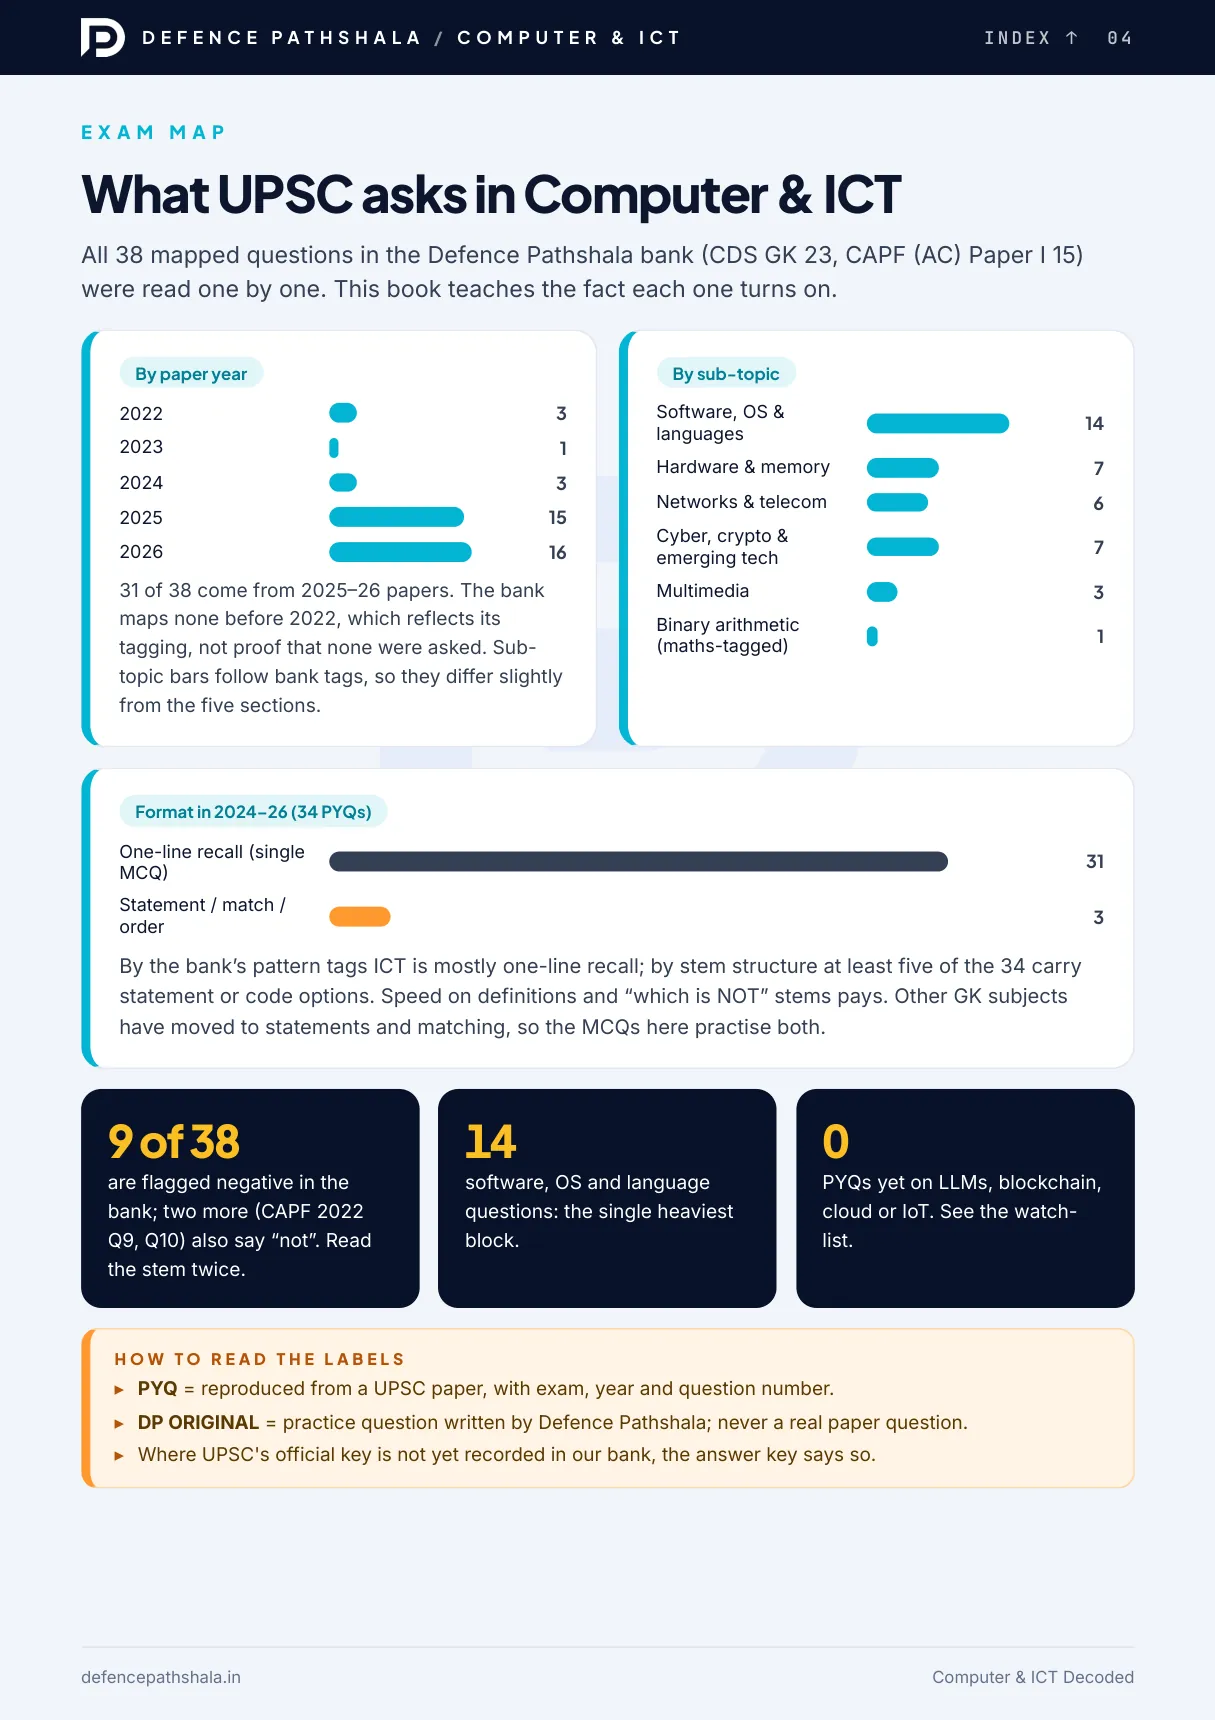 DEFENCE PATHSHALA / COMPUTER & ICT
INDEX ↑ 04
EXAM MAP
What UPSC asks in Computer & ICT
All 38 mapped questions in the Defence Pathshala bank (CDS GK 23, CAPF (AC) Paper I 15)
were read one by one. This book teaches the fact each one turns on.
By paper year
2022 3
2023 1
2024 3
2025 15
2026 16
31 of 38 come from 2025–26 papers. The bank
maps none before 2022, which reflects its
tagging, not proof that none were asked. Sub-
topic bars follow bank tags, so they differ slightly
from the five sections.
By sub-topic
Software, OS &
languages 14
Hardware & memory 7
Networks & telecom 6
Cyber, crypto &
emerging tech 7
Multimedia 3
Binary arithmetic
(maths-tagged) 1
Format in 2024–26 (34 PYQs)
One-line recall (single
MCQ) 31
Statement / match /
order 3
By the bank’s pattern tags ICT is mostly one-line recall; by stem structure at least five of the 34 carry
statement or code options. Speed on definitions and “which is NOT” stems pays. Other GK subjects
have moved to statements and matching, so the MCQs here practise both.
9 of 38
are flagged negative in the
bank; two more (CAPF 2022
Q9, Q10) also say “not”. Read
the stem twice.
14
software, OS and language
questions: the single heaviest
block.
0
PYQs yet on LLMs, blockchain,
cloud or IoT. See the watch-
list.
HOW TO READ THE LABELS
▸ PYQ = reproduced from a UPSC paper, with exam, year and question number.
▸ DP ORIGINAL = practice question written by Defence Pathshala; never a real paper question.
▸ Where UPSC's official key is not yet recorded in our bank, the answer key says so.
defencepathshala.in
Computer & ICT Decoded